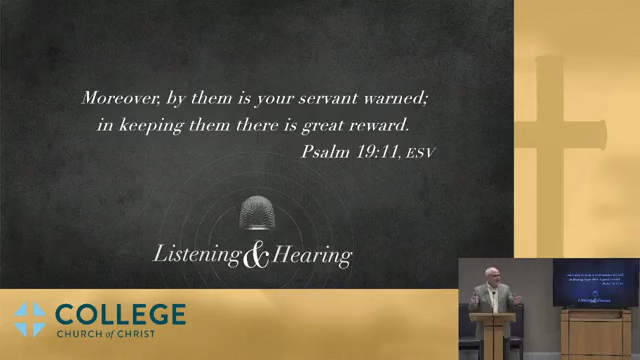 Moreover, by them is your servant warned;
in keeping them there is great reward.
Psalm 19:11, ESV
Listening & Hearing
COLLEGE
CHURCH of CHRIST